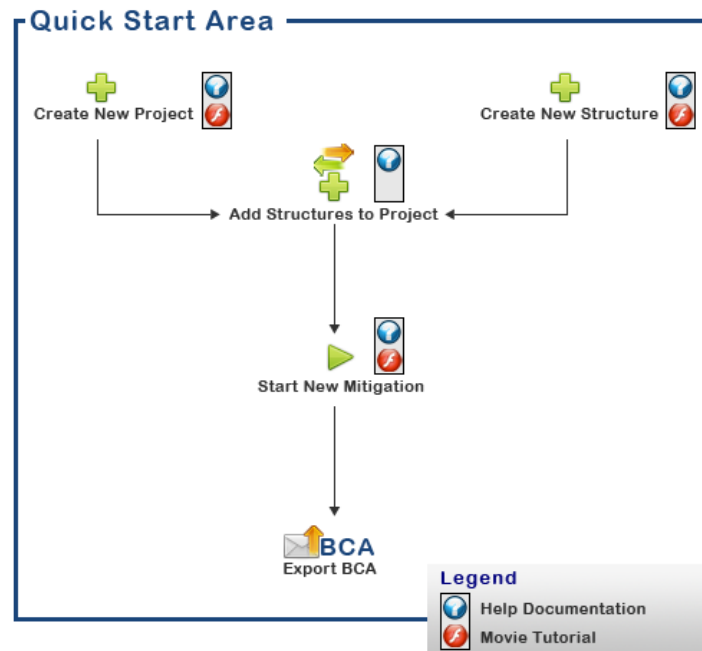 Quick Start Area
Create New Project
Create New Structure
Add Structures to Project
Start New Mitigation
BCA
Export BCA
Legend
Help Documentation
Movie Tutorial